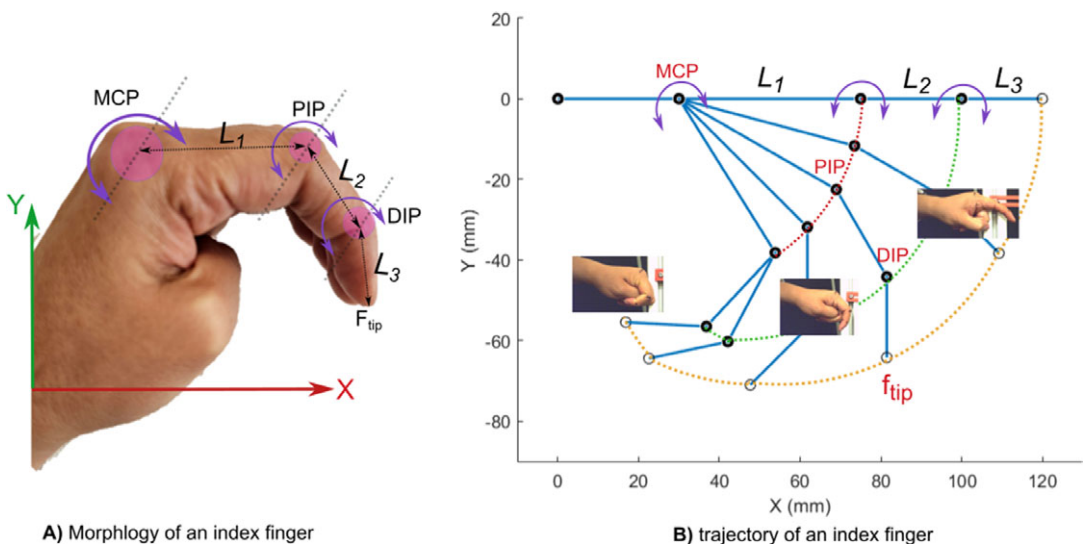 MCP
PIP
L1
L2
DIP
L3
Ftip
Y
X
A) Morphlogy of an index finger
20
0
-20
-40
-60
-80
Y (mm)
0
20
40
60
80
100
120
X (mm)
MCP
L1
L2
L3
PIP
DIP
ftip
B) trajectory of an index finger